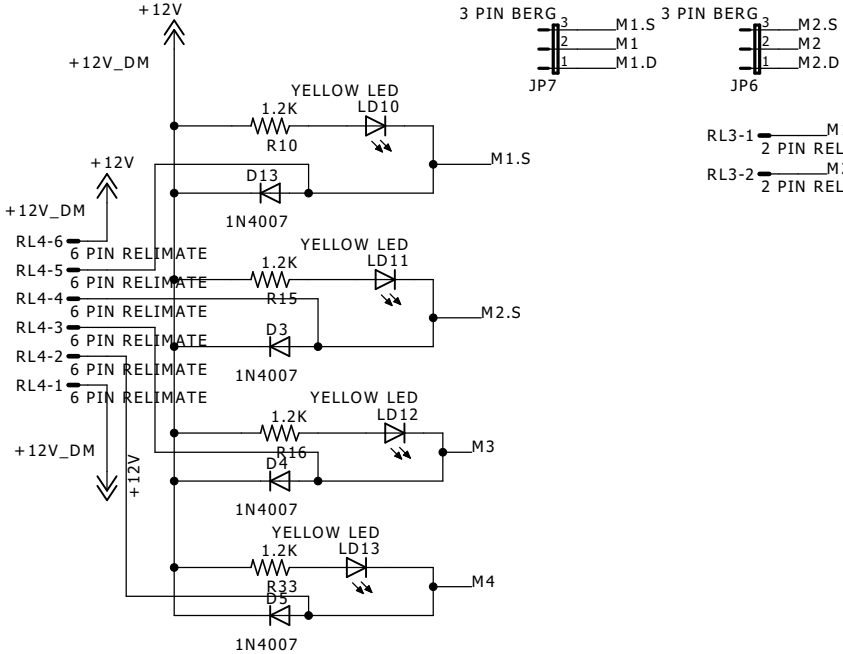 +12V
+12V_DM
3 PIN BERG
3
M1.S
2
M1
1
M1.D
JP7
3 PIN BERG
3
M2.S
2
M2
1
M2.D
JP6
YELLOW LED
1.2K
LD10
R10
M1.S
D13
1N4007
RL3-1
2 PIN REL
RL3-2
2 PIN REL
+12V
+12V_DM
RL4-6
6 PIN RELIMATE
RL4-5
6 PIN RELIMATE
RL4-4
6 PIN RELIMATE
RL4-3
6 PIN RELIMATE
RL4-2
6 PIN RELIMATE
RL4-1
6 PIN RELIMATE
+12V_DM
+12V
YELLOW LED
1.2K
LD11
R15
M2.S
D3
1N4007
YELLOW LED
1.2K
LD12
R16
M3
D4
1N4007
YELLOW LED
1.2K
LD13
R33
M4
D5
1N4007